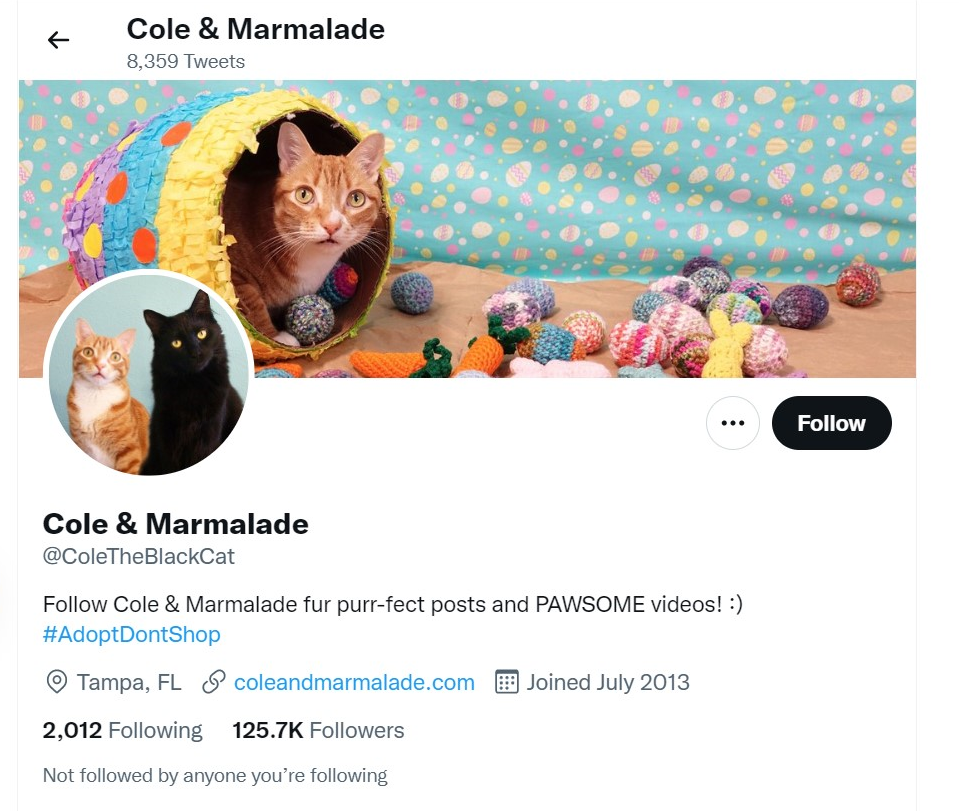 Cole & Marmalade
8,359 Tweets
Follow
Cole & Marmalade
@ColeTheBlackCat
Follow Cole & Marmalade fur purr-fect posts and PAWSOME videos! :)
#AdoptDontShop
Tampa, FL coleandmarmalade.com Joined July 2013
2,012 Following 125.7K Followers
Not followed by anyone you’re following